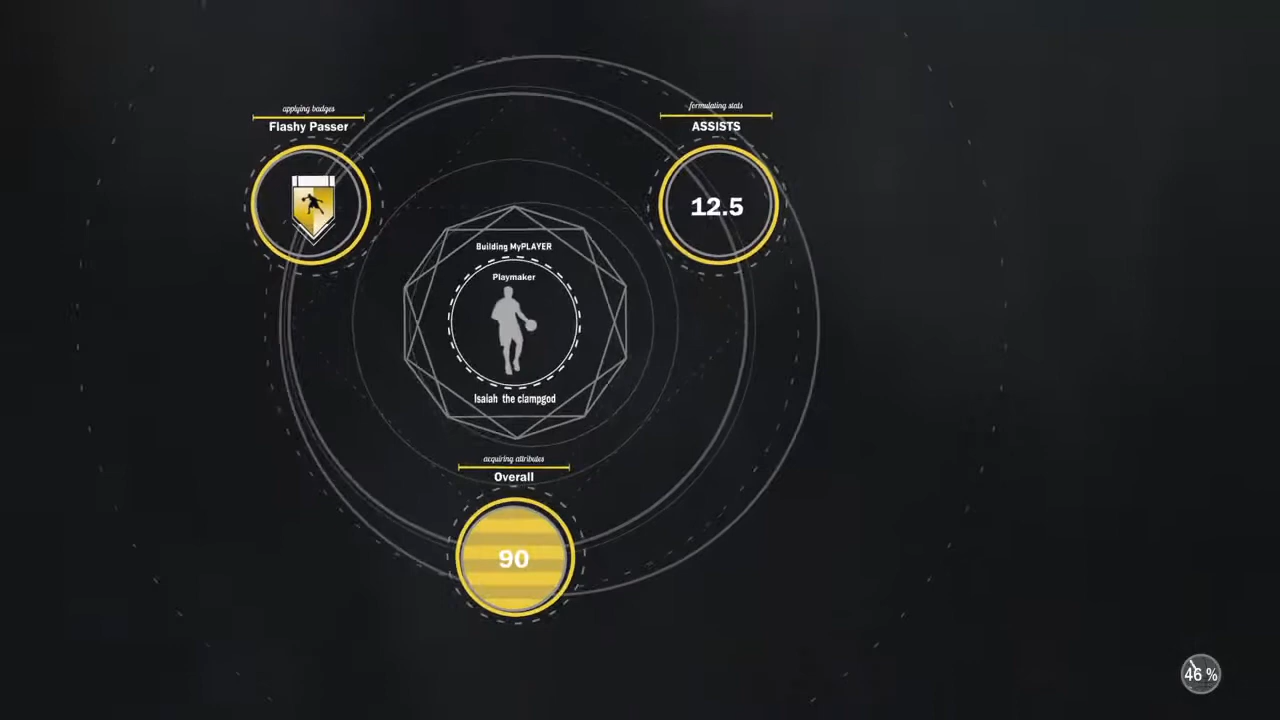 applying badges
Flashy Passer
formulating stats
ASSISTS
12.5
Building MyPLAYER
Playmaker
Isaiah the clampgod
acquiring attributes
Overall
90
46 %